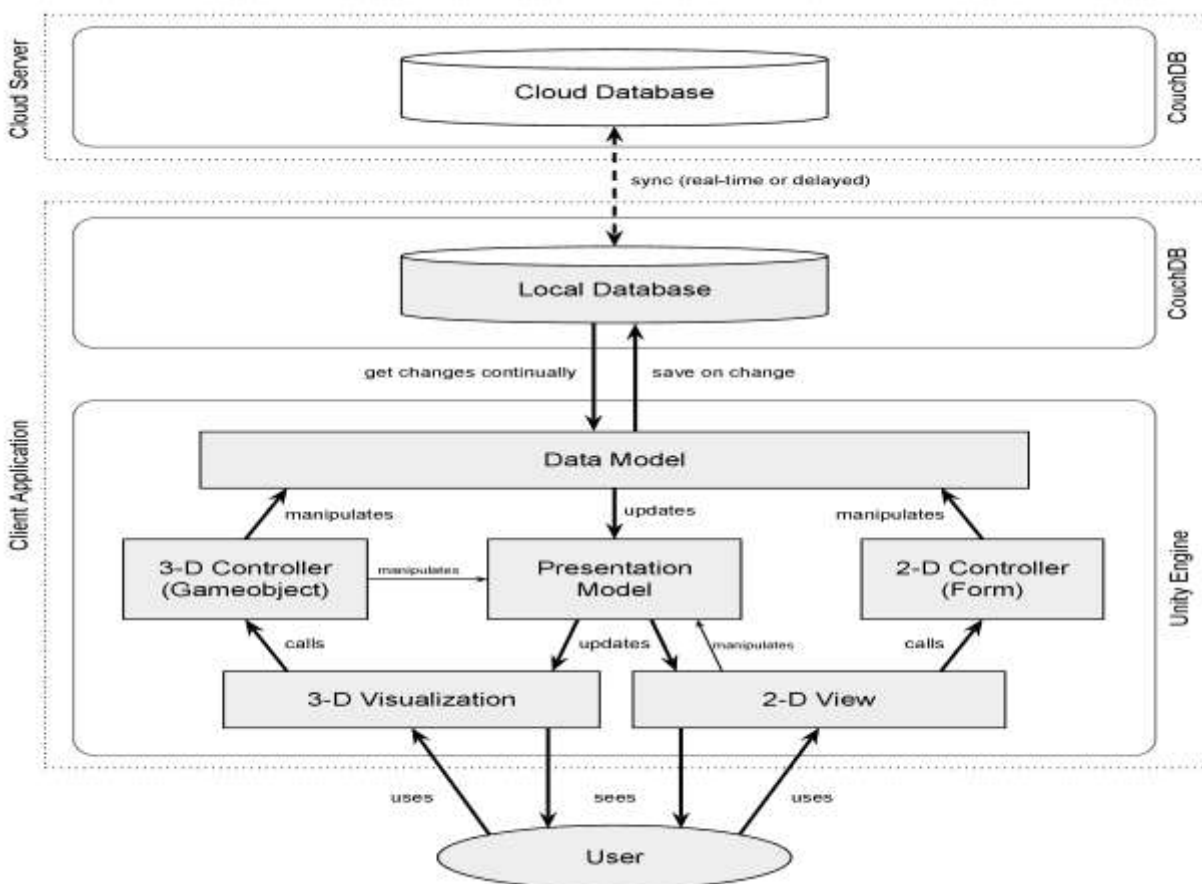 Cloud Server
CouchDB
Cloud Database
sync (real-time or delayed)
Client Application
CouchDB
Local Database
get changes continually
save on change
Unity Engine
Data Model
manipulates
updates
manipulates
3-D Controller
(Gameobject)
manipulates
Presentation
Model
2-D Controller
(Form)
calls
updates
manipulates
calls
3-D Visualization
2-D View
uses
sees
uses
User